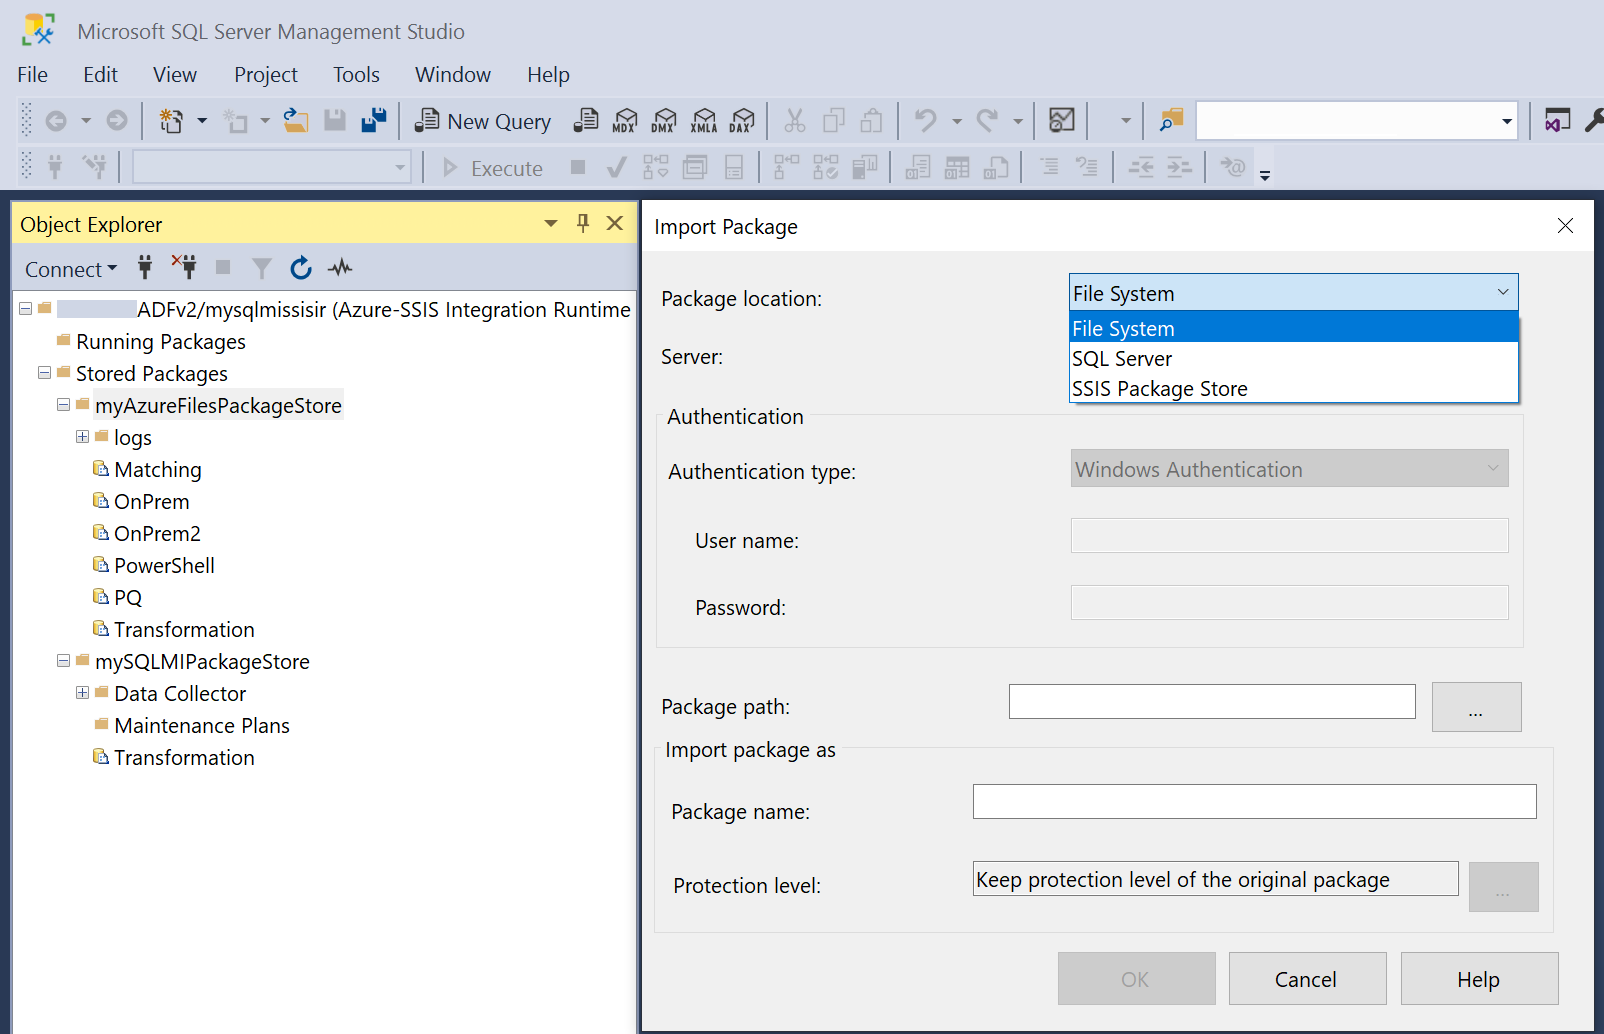 Microsoft SQL Server Management Studio
File Edit View Project Tools Window Help
New Query MDX DMX XMLA DAX
Execute
Object Explorer
Connect
ADFv2/mysqlmissisir (Azure-SSIS Integration Runtime
Running Packages
Stored Packages
myAzureFilesPackageStore
logs
Matching
OnPrem
OnPrem2
PowerShell
PQ
Transformation
mySQLMIPackageStore
Data Collector
Maintenance Plans
Transformation
Import Package
Package location: File System
File System
SQL Server
SSIS Package Store
Server:
Authentication
Authentication type: Windows Authentication
User name:
Password:
Package path: ...
Import package as
Package name:
Protection level: Keep protection level of the original package ...
OK Cancel Help